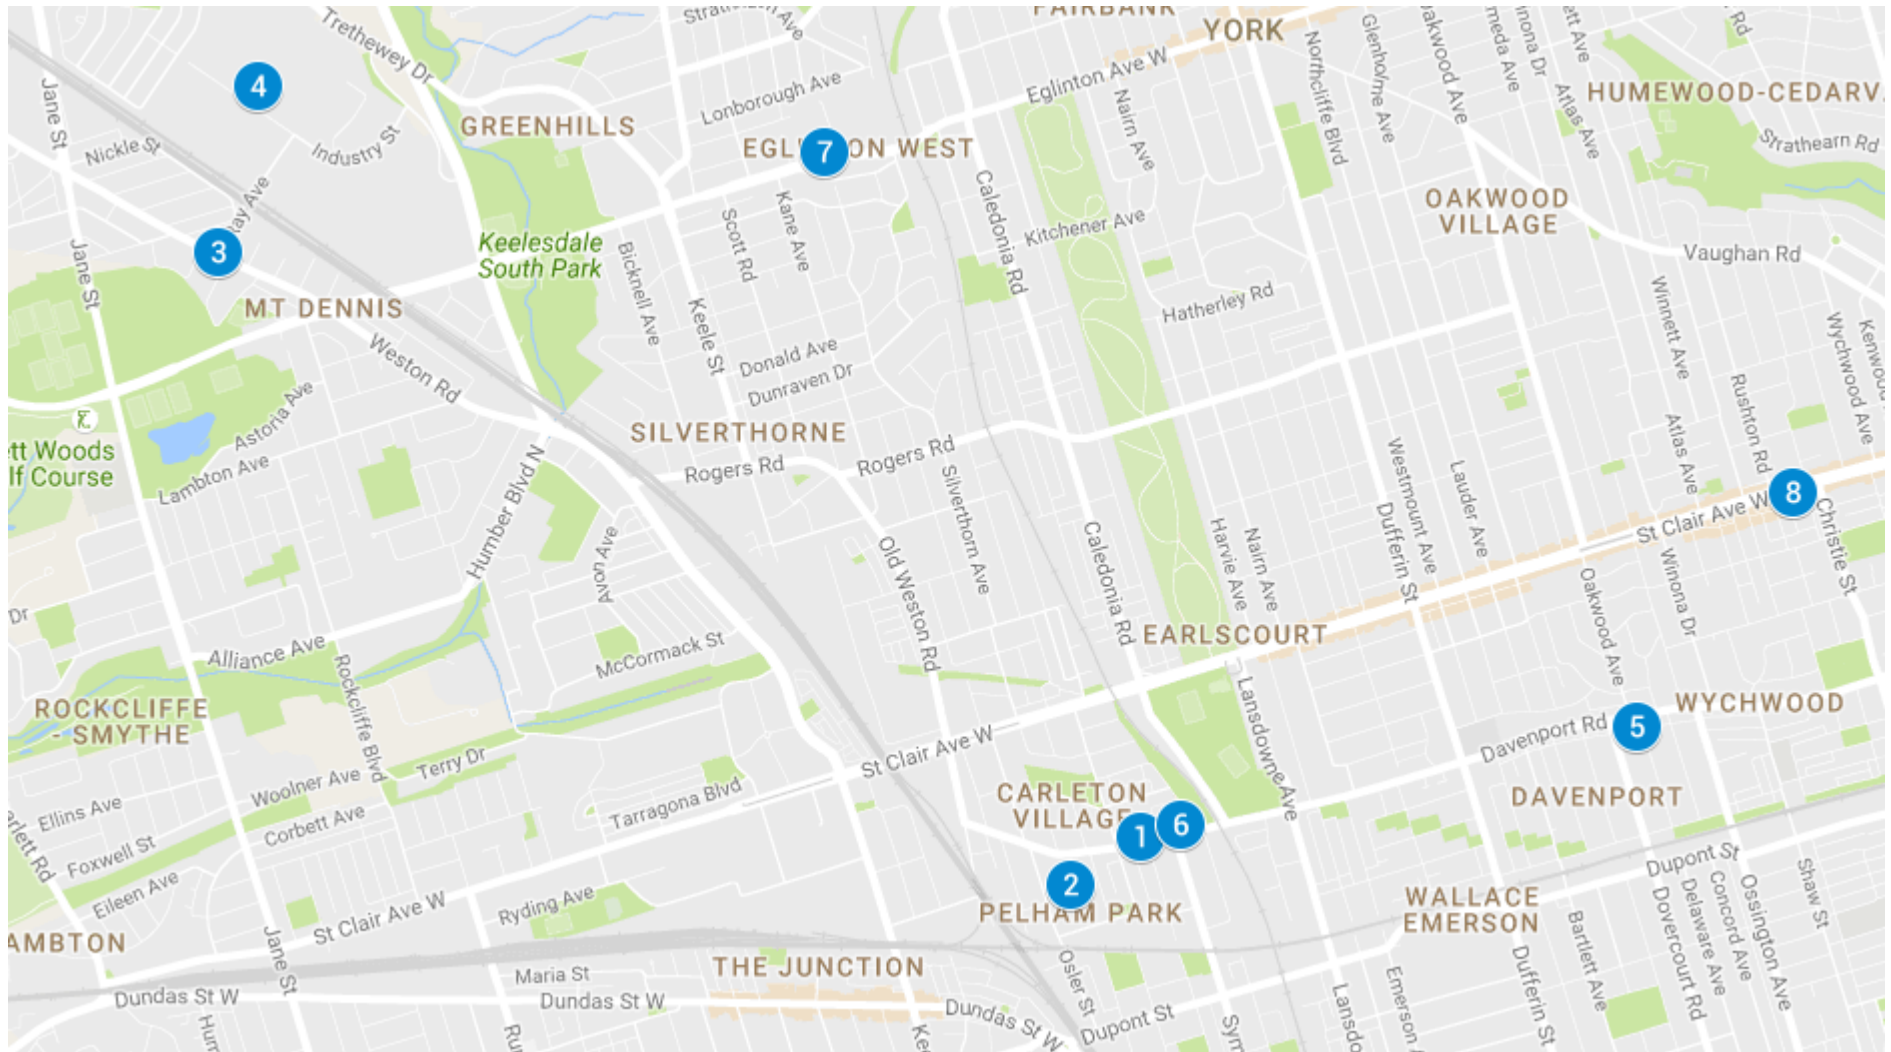 Strathearn Rd
FAIRBANK
YORK
Trethewey Dr
Eglinton Ave W
Northcliffe Blvd
Glenholme Ave
Oakwood Ave
Atlas Ave
HUMEWOOD-CEDARV
4
Jane St
Lonborough Ave
Nairn Ave
GREENHILLS
Nickle St
Industry St
7
ON WEST
Caledonia Rd
OAKWOOD
VILLAGE
3
Jane St
Keelesdale
South Park
Scott Rd
Kane Ave
Kitchener Ave
Vaughan Rd
Bicknell Ave
Keele St
MT DENNIS
Hatherley Rd
Winnett Ave
Wychwood Ave
Weston Rd
Donald Ave
Dunraven Dr
Rushton Rd
Astoria Ave
ett Woods
lf Course
Lambton Ave
SILVERTHORNE
Rogers Rd
Rogers Rd
Silverthorn Ave
Westmount Ave
Lauder Ave
Atlas Ave
8
St Clair Ave W
Christie St
Humber Blvd N
Avon Ave
Old Weston Rd
Caledonia Rd
Harvie Ave
Nairn Ave
Dufferin St
Oakwood Ave
Winona Dr
Dr
EARLSCOURT
Alliance Ave
McCormack St
Rockcliffe Blvd
Lansdowne Ave
ROCKCLIFFE
- SMYTHE
WYCHWOOD
5
Davenport Rd
St Clair Ave W
Terry Dr
Woolner Ave
Tarragona Blvd
CARLETON
VILLAGE
DAVENPORT
Ellins Ave
Corbett Ave
1
6
Foxwell St
2
Eileen Ave
Ryding Ave
PELHAM PARK
WALLACE
EMERSON
Dupont St
Shaw St
St Clair Ave W
AMBTON
Jane St
Maria St
THE JUNCTION
Osler St
Dufferin St
Bartlett Ave
Dovercourt Rd
Delaware Ave
Concord Ave
Ossington Ave
Dundas St W
Dundas St W
Dundas St W
Dupont St
Emerson
Lansdo
Sym